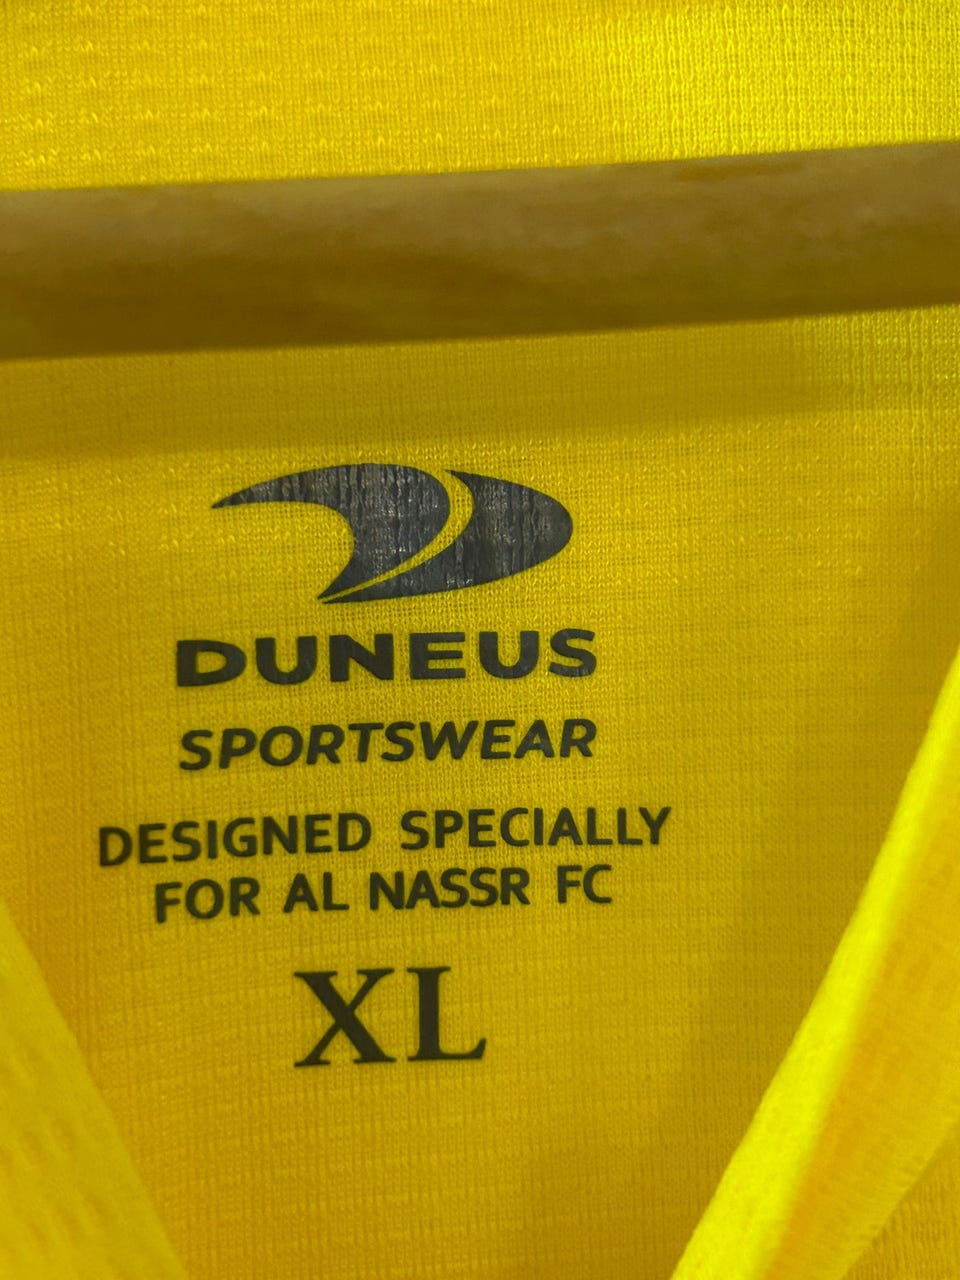 DUNEUS
SPORTSWEAR
DESIGNED SPECIALLY
FOR AL NASSR FC
XL